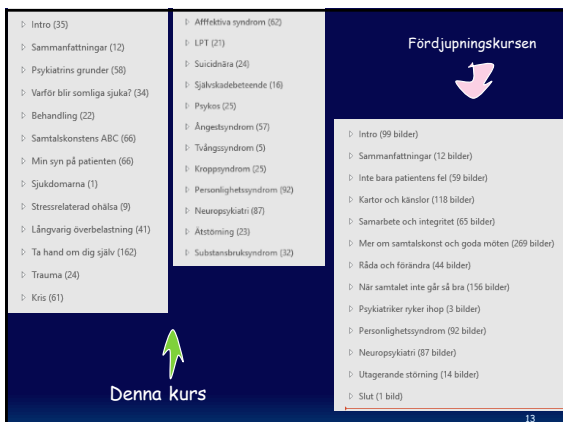 Intro (35)
Sammanfattningar (12)
Psykiatrins grunder (58)
Varför blir somliga sjuka? (34)
Behandling (22)
Samtalskonstens ABC (66)
Min syn på patienten (66)
Sjukdomarna (1)
Stressrelaterad ohälsa (9)
Långvarig överbelastning (41)
Ta hand om dig själv (162)
Trauma (24)
Kris (61)
Affektiva syndrom (62)
LPT (21)
Suicidnära (24)
Självskadebeteende (16)
Psykos (25)
Ångestsyndrom (57)
Tvångssyndrom (5)
Kroppsyndrom (25)
Personlighetssyndrom (92)
Neuropsykiatri (87)
Ätstörning (23)
Substansbruksyndrom (32)
Denna kurs
Fördjupningskursen
Intro (99 bilder)
Sammanfattningar (12 bilder)
Inte bara patientens fel (59 bilder)
Kartor och känslor (118 bilder)
Samarbete och integritet (65 bilder)
Mer om samtalskonst och goda möten (269 bilder)
Råda och förändra (44 bilder)
När samtalet inte går så bra (156 bilder)
Psykiatriker ryker ihop (3 bilder)
Personlighetssyndrom (92 bilder)
Neuropsykiatri (87 bilder)
Utagerande störning (14 bilder)
Slut (1 bild)
13